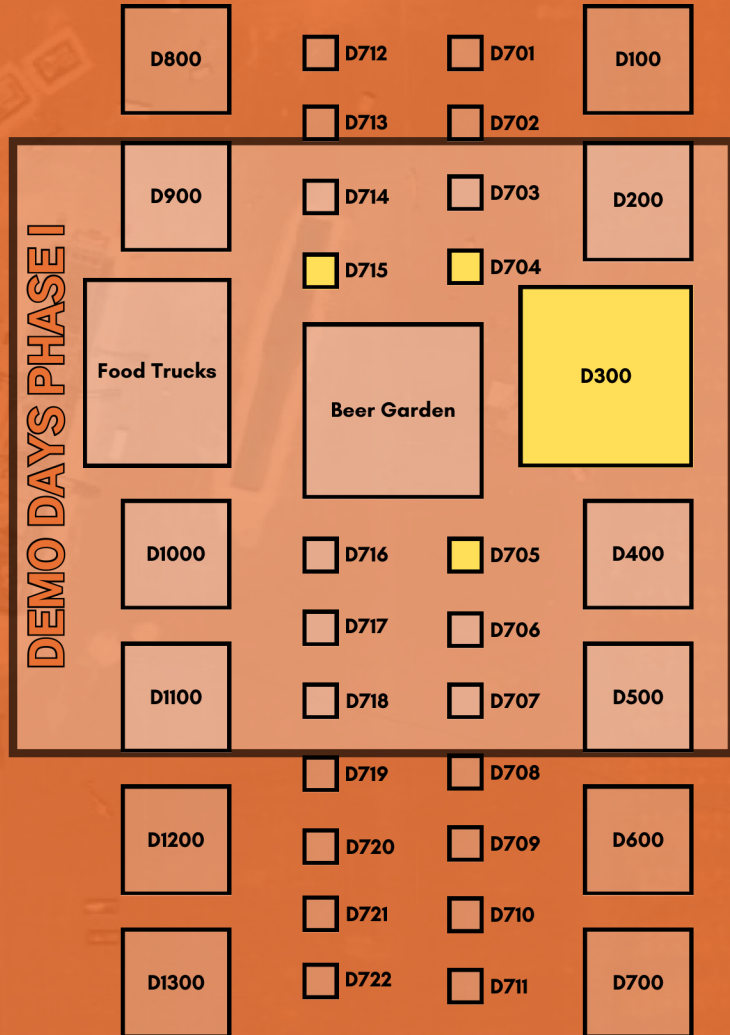 D800
D712
D701
D100
D713
D702
D900
D714
D703
D200
D715
D704
DEMO DAYS PHASE I
Food Trucks
Beer Garden
D300
D1000
D716
D705
D400
D717
D706
D1100
D718
D707
D500
D719
D708
D1200
D720
D709
D600
D721
D710
D1300
D722
D711
D700